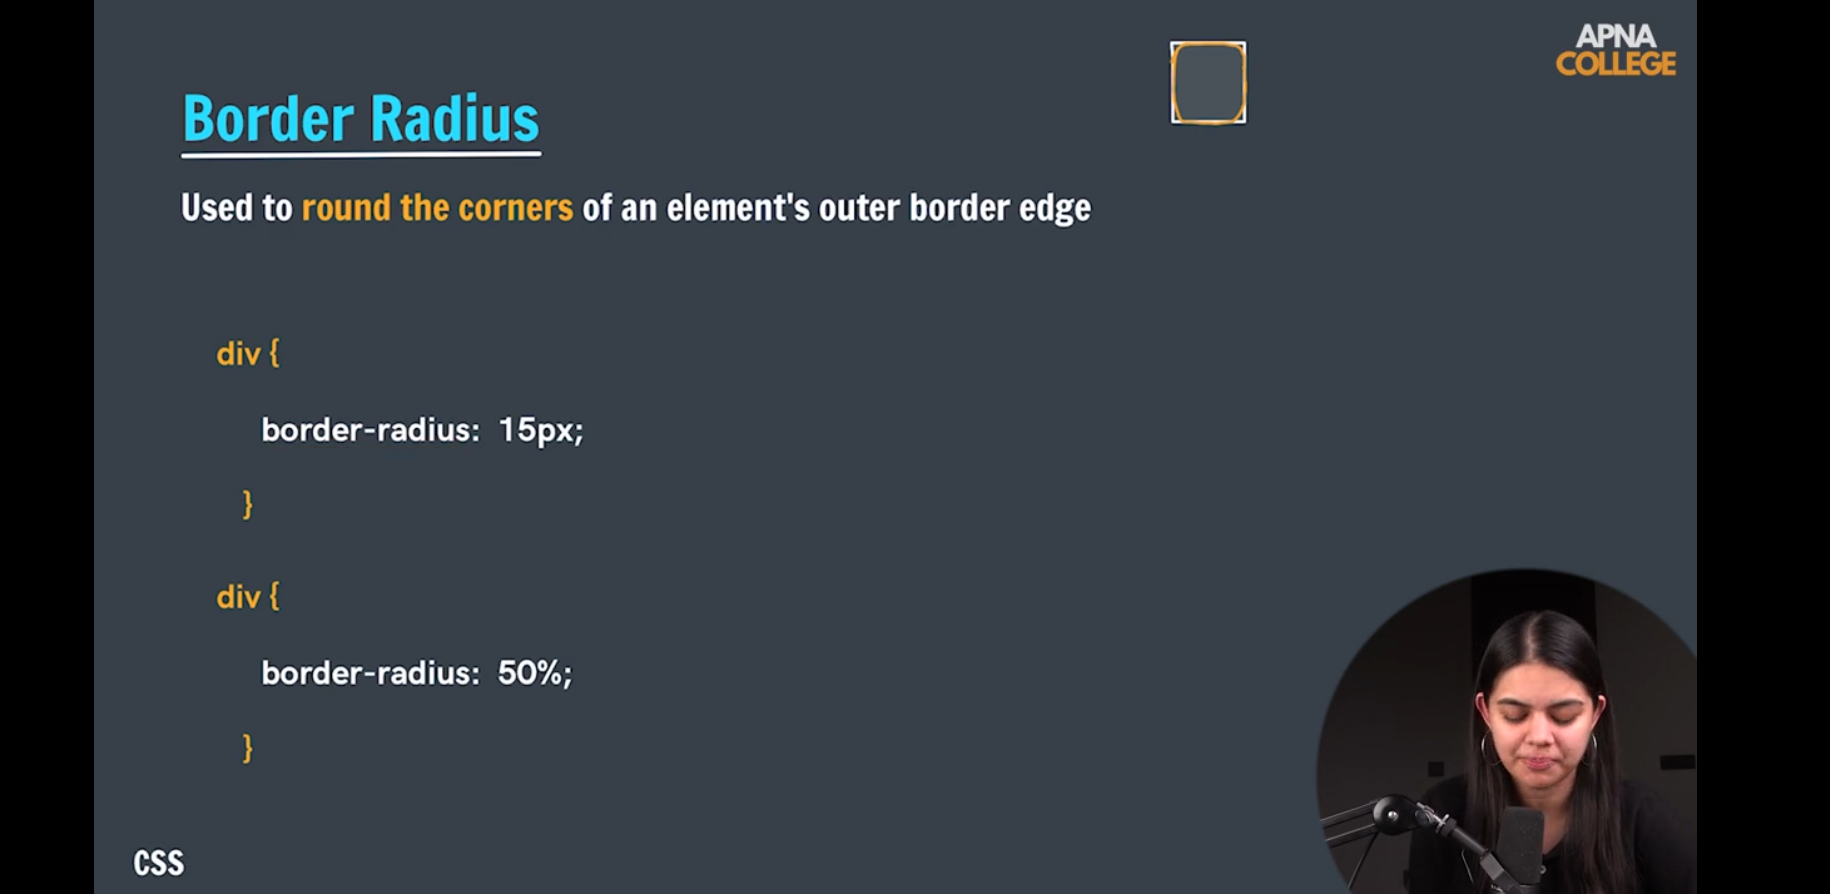 APNA
COLLEGE
Border Radius
Used to round the corners of an element's outer border edge
div {
border-radius: 15px;
}
div {
border-radius: 50%;
}
CSS